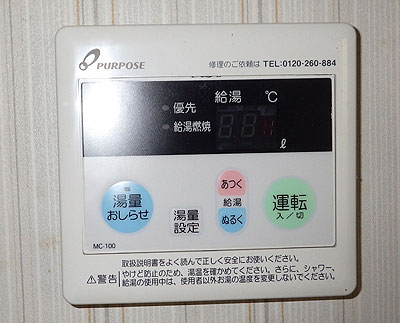 PURPOSE
修理のご依頼は TEL:0120-260-884
給湯 ℃
優先
給湯燃焼
ℓ
湯量
おしらせ
湯量
設定
あつく
給湯
ぬるく
運転
入／切
MC-100
取扱説明書をよく読んで正しく安全にお使いください。
⚠警告
やけど防止のため、湯温を確かめてください。さらに、シャワー、
給湯の使用中は、使用者以外お湯の温度を変更しないでください。